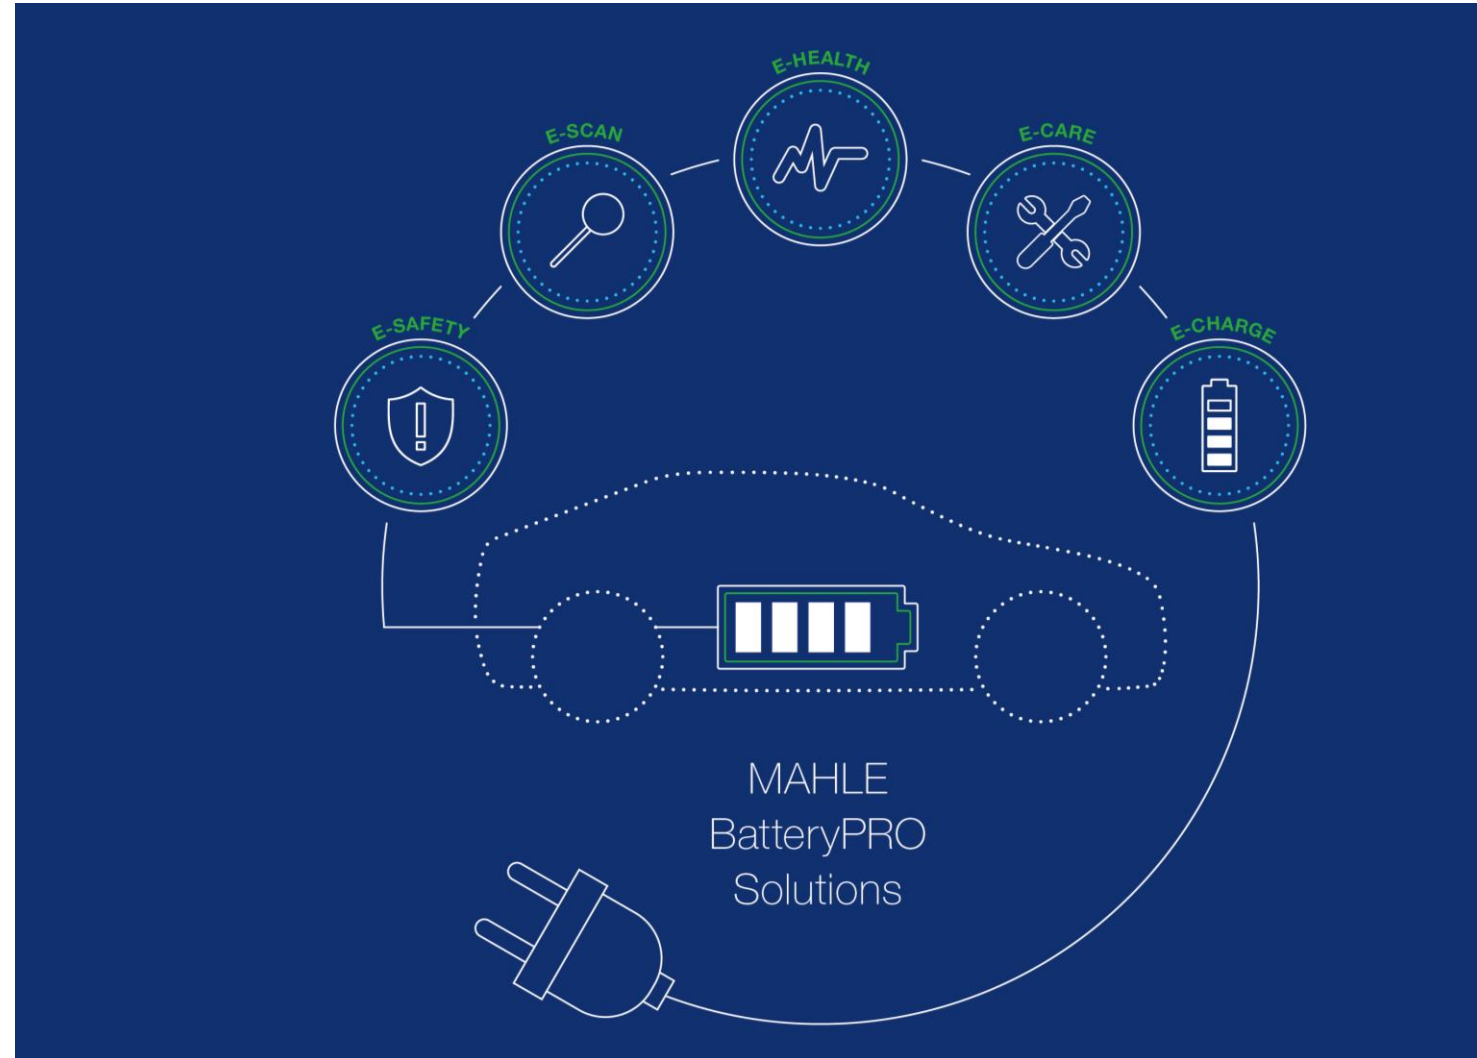 E-HEALTH
E-SCAN
E-CARE
E-SAFETY
E-CHARGE
MAHLE
BatteryPRO
Solutions